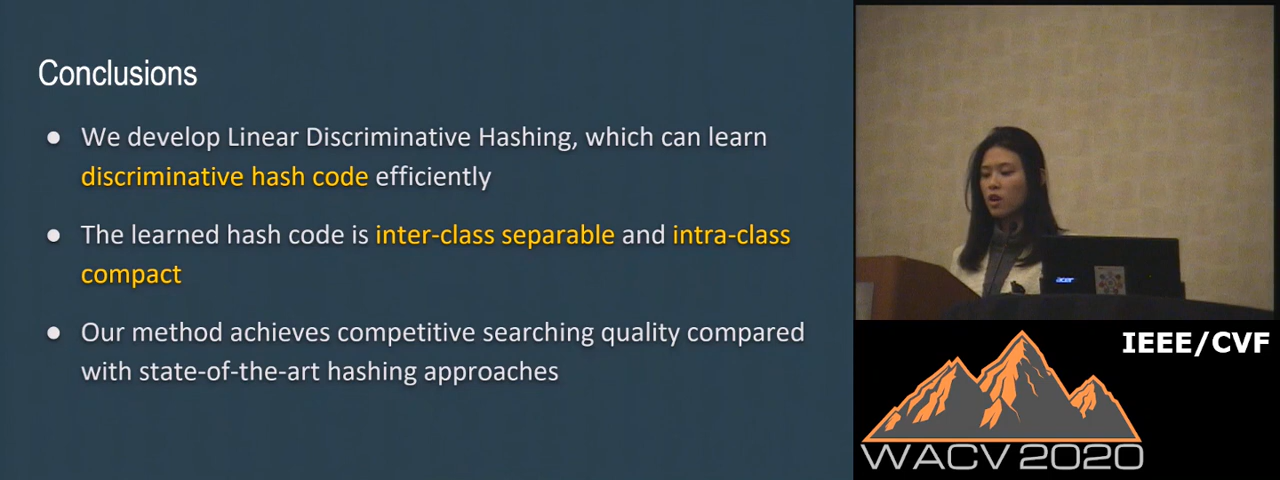 Conclusions
● We develop Linear Discriminative Hashing, which can learn
discriminative hash code efficiently
● The learned hash code is inter-class separable and intra-class
compact
● Our method achieves competitive searching quality compared
with state-of-the-art hashing approaches
acer
IEEE/CVF
WACV 2020